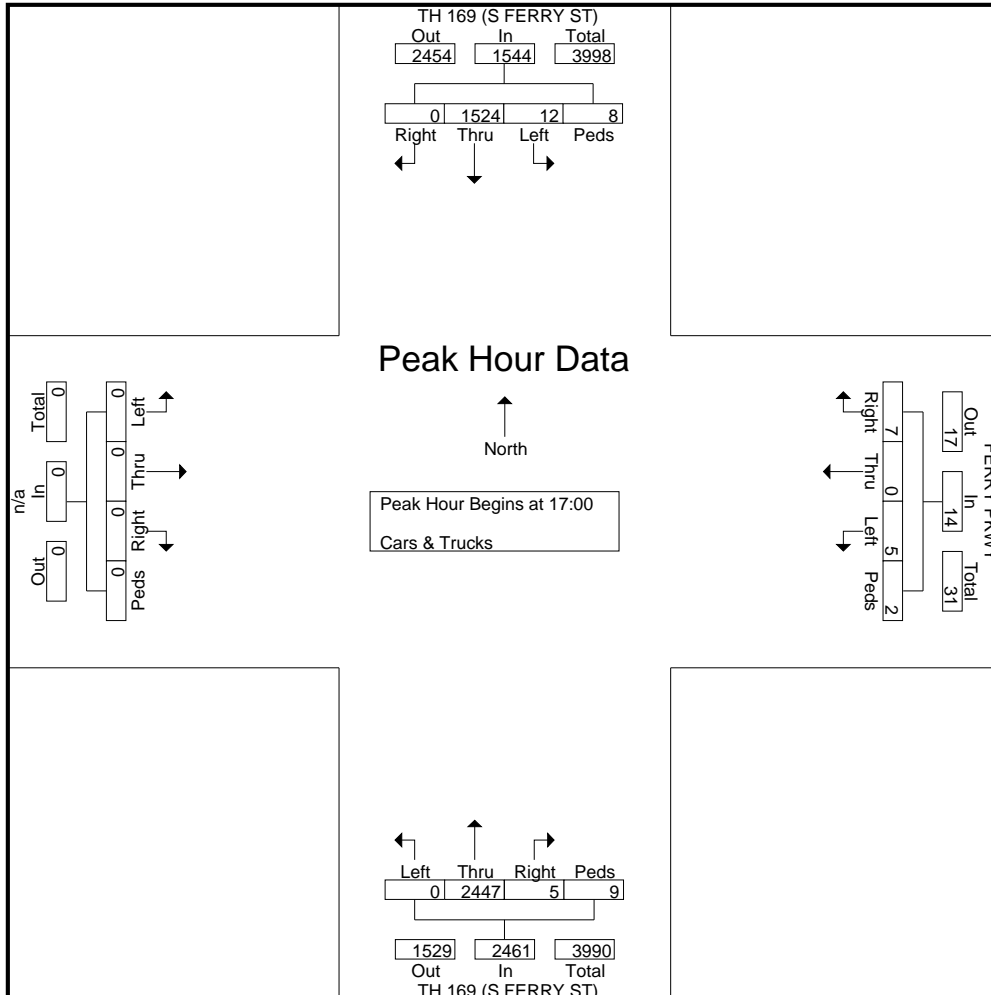 TH 169 (S FERRY ST)
Out In Total
2454 1544 3998
0 1524 12 8
Right Thru Left Peds
Peak Hour Data
North
Peak Hour Begins at 17:00
Cars & Trucks
n/a
Total In Out
0 0 0
0 0 0 0
Left Thru Right Peds
FERRY PKWY
Out In Total
17 14 31
7 0 5 2
Right Thru Left Peds
Left Thru Right Peds
0 2447 5 9
1529 2461 3990
Out In Total
TH 169 (S FERRY ST)